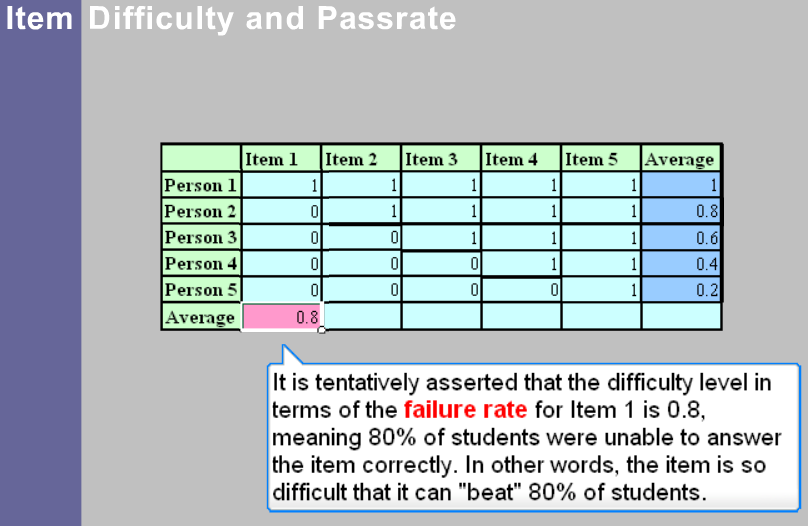 Item Difficulty and Passrate
Item 1 Item 2 Item 3 Item 4 Item 5 Average
Person 1 1 1 1 1 1 1
Person 2 0 1 1 1 1 0.8
Person 3 0 0 1 1 1 0.6
Person 4 0 0 0 1 1 0.4
Person 5 0 0 0 0 1 0.2
Average 0.8
It is tentatively asserted that the difficulty level in
terms of the failure rate for Item 1 is 0.8,
meaning 80% of students were unable to answer
the item correctly. In other words, the item is so
difficult that it can "beat" 80% of students.